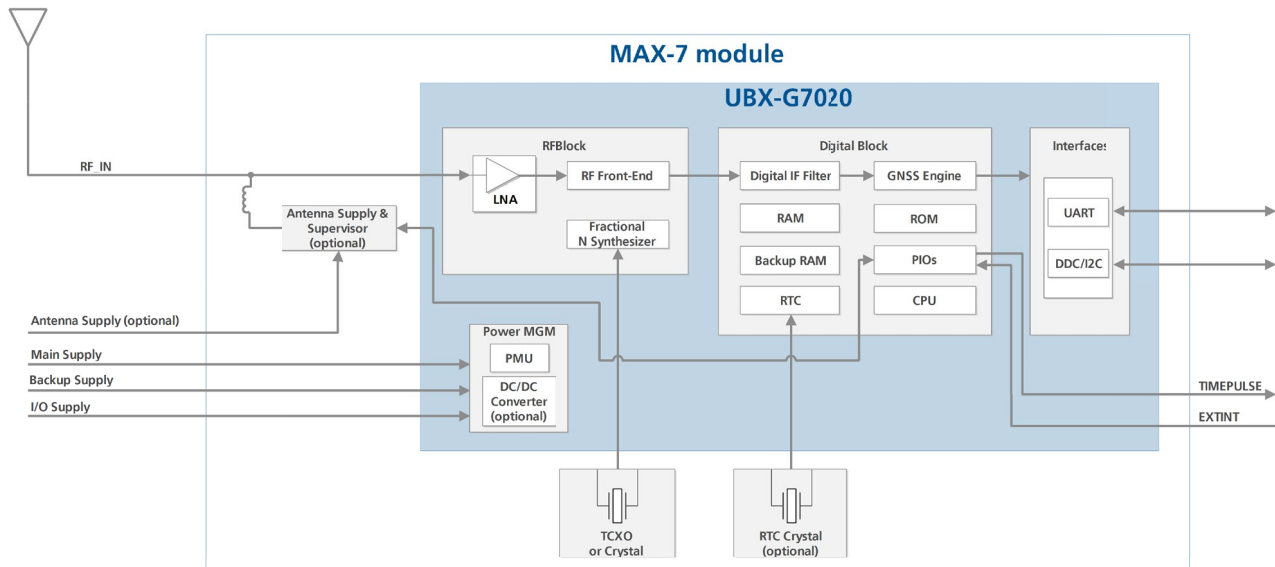 MAX-7 module
UBX-G7020
RFBlock
Digital Block
Interfaces
RF_IN
LNA
RF Front-End
Digital IF Filter
GNSS Engine
UART
RAM
ROM
Antenna Supply &
Supervisor
(optional)
Fractional
N Synthesizer
Backup RAM
PIOs
DDC/I2C
RTC
CPU
Antenna Supply (optional)
Power MGM
Main Supply
PMU
Backup Supply
DC/DC
Converter
(optional)
I/O Supply
TIMEPULSE
EXTINT
TCXO
or Crystal
RTC Crystal
(optional)